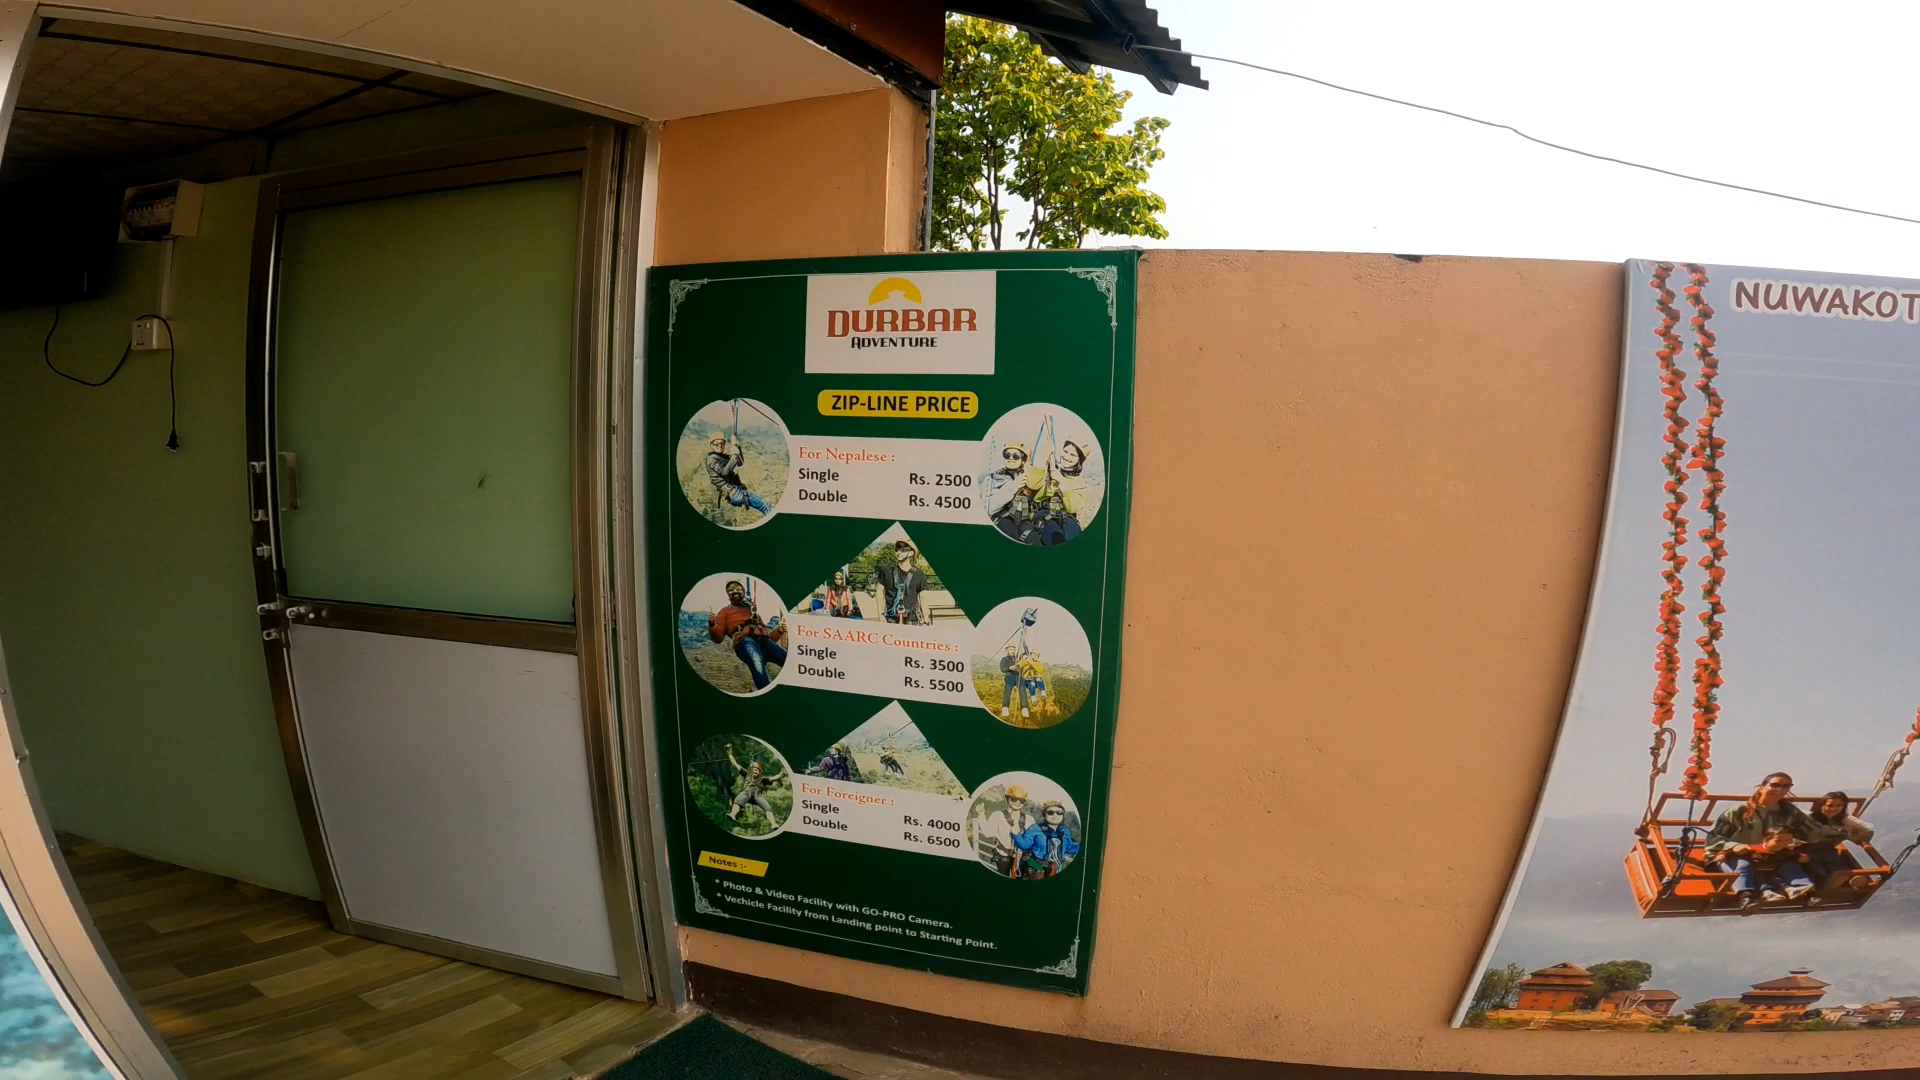 DURBAR
ADVENTURE
ZIP-LINE PRICE
For Nepalese :
Single Rs. 2500
Double Rs. 4500
For SAARC Countries :
Single Rs. 3500
Double Rs. 5500
For Foreigner :
Single Rs. 4000
Double Rs. 6500
Notes :-
* Photo & Video Facility with GO-PRO Camera.
* Vechicle Facility from Landing point to Starting Point.
NUWAKOT